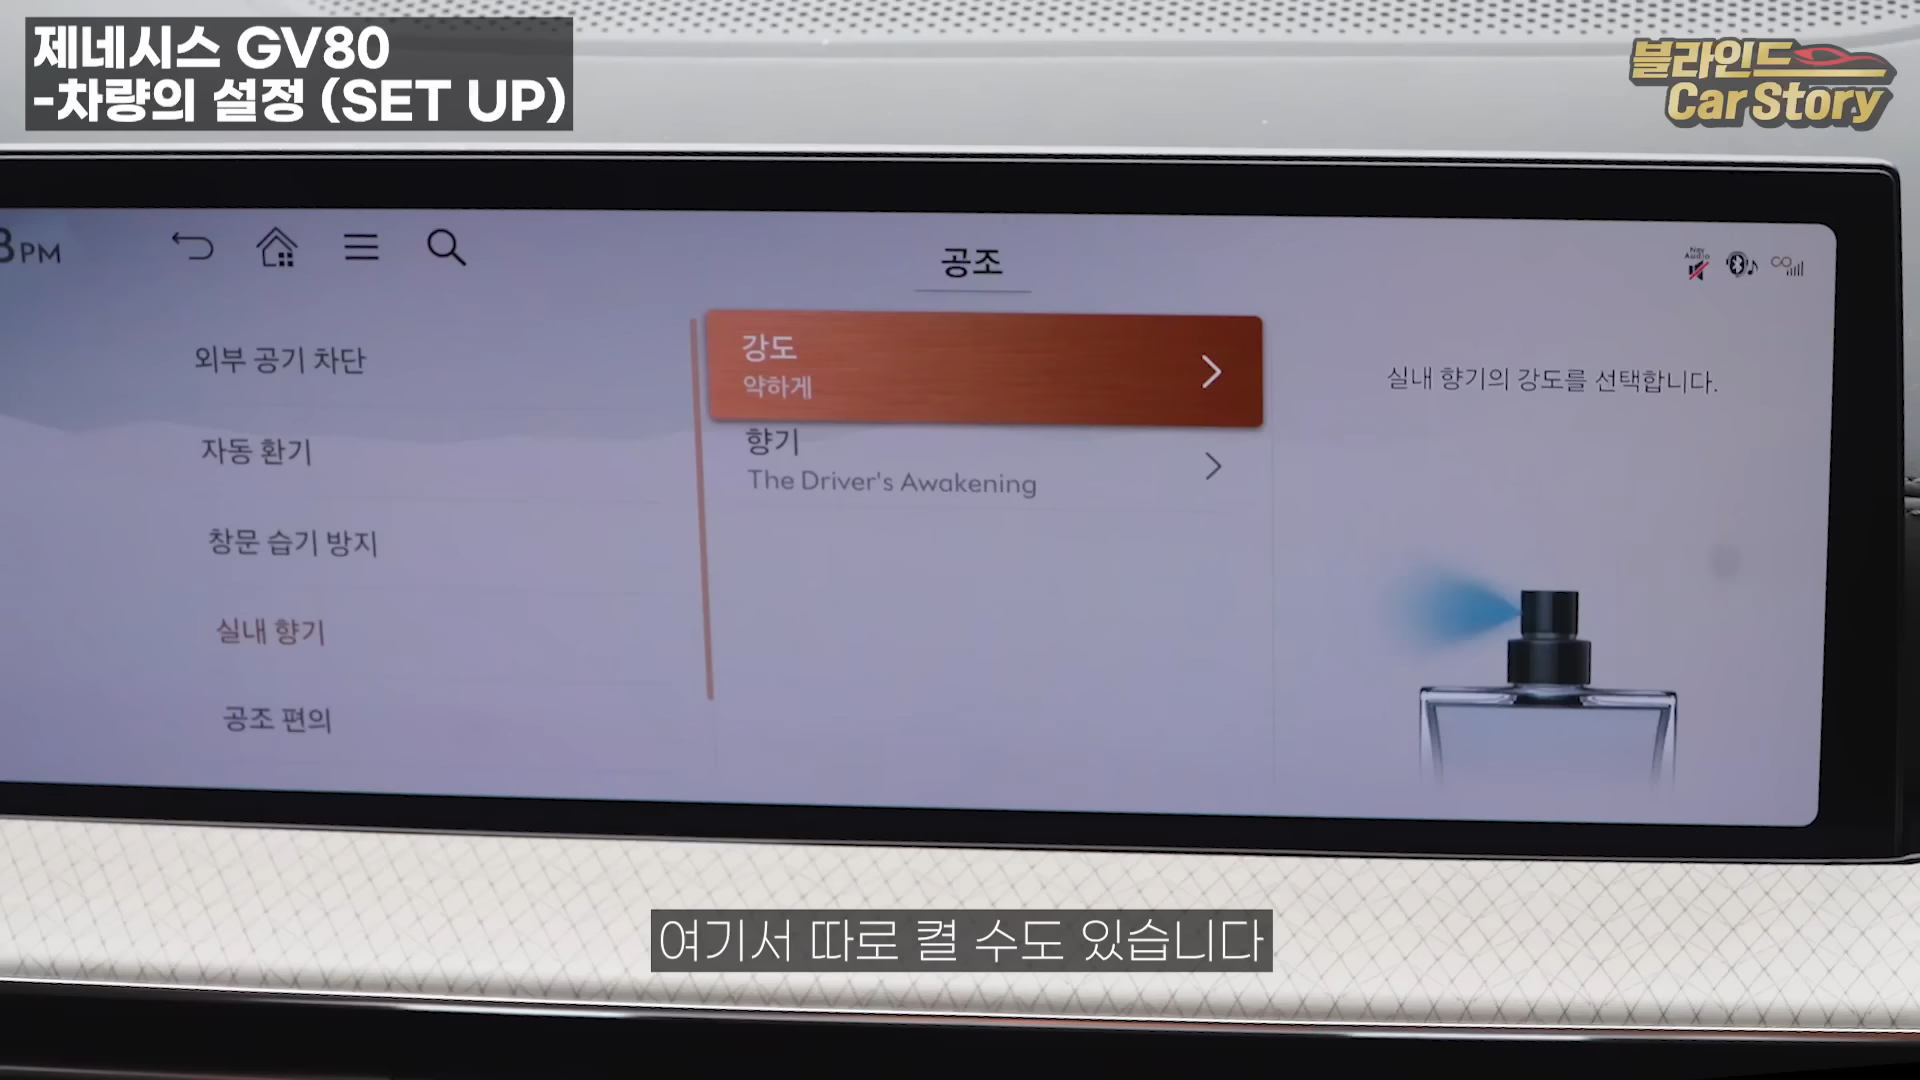 제네시스 GV80
-차량의 설정 (SET UP)
블라인드
Car Story
3 PM
공조
Nav
Audio
외부 공기 차단
자동 환기
창문 습기 방지
실내 향기
공조 편의
강도
약하게
향기
The Driver's Awakening
실내 향기의 강도를 선택합니다.
여기서 따로 켤 수도 있습니다